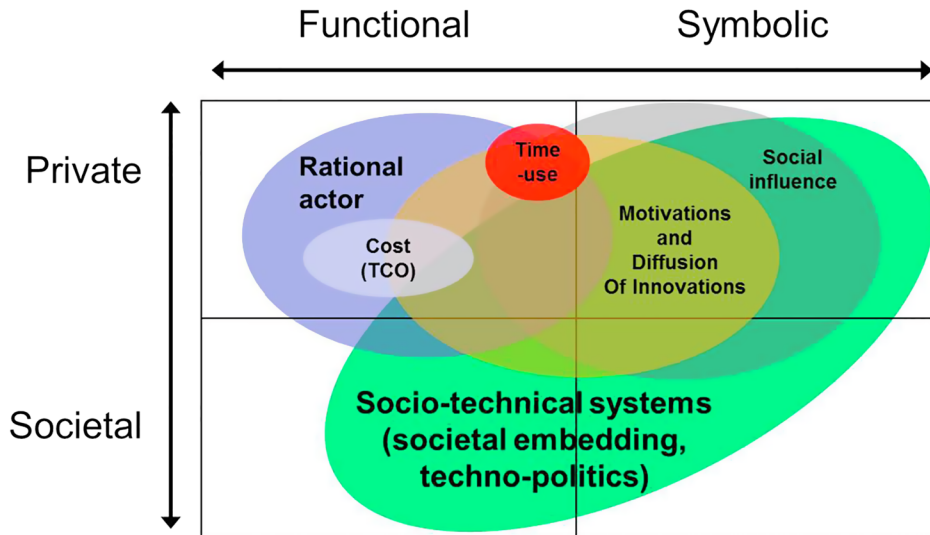 Functional
Symbolic
Private
Societal
Rational
actor
Time
-use
Social
influence
Cost
(TCO)
Motivations
and
Diffusion
Of Innovations
Socio-technical systems
(societal embedding,
techno-politics)